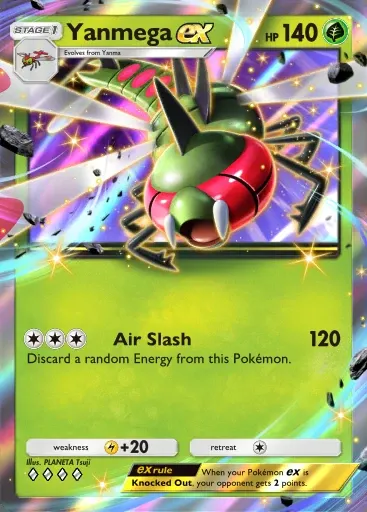 STAGE 1
Yanmega ex
HP 140
Evolves from Yanma
Air Slash 120
Discard a random Energy from this Pokémon.
weakness +20 retreat
Illus. PLANETA Tsuji
ex rule When your Pokémon ex is
Knocked Out, your opponent gets 2 points.